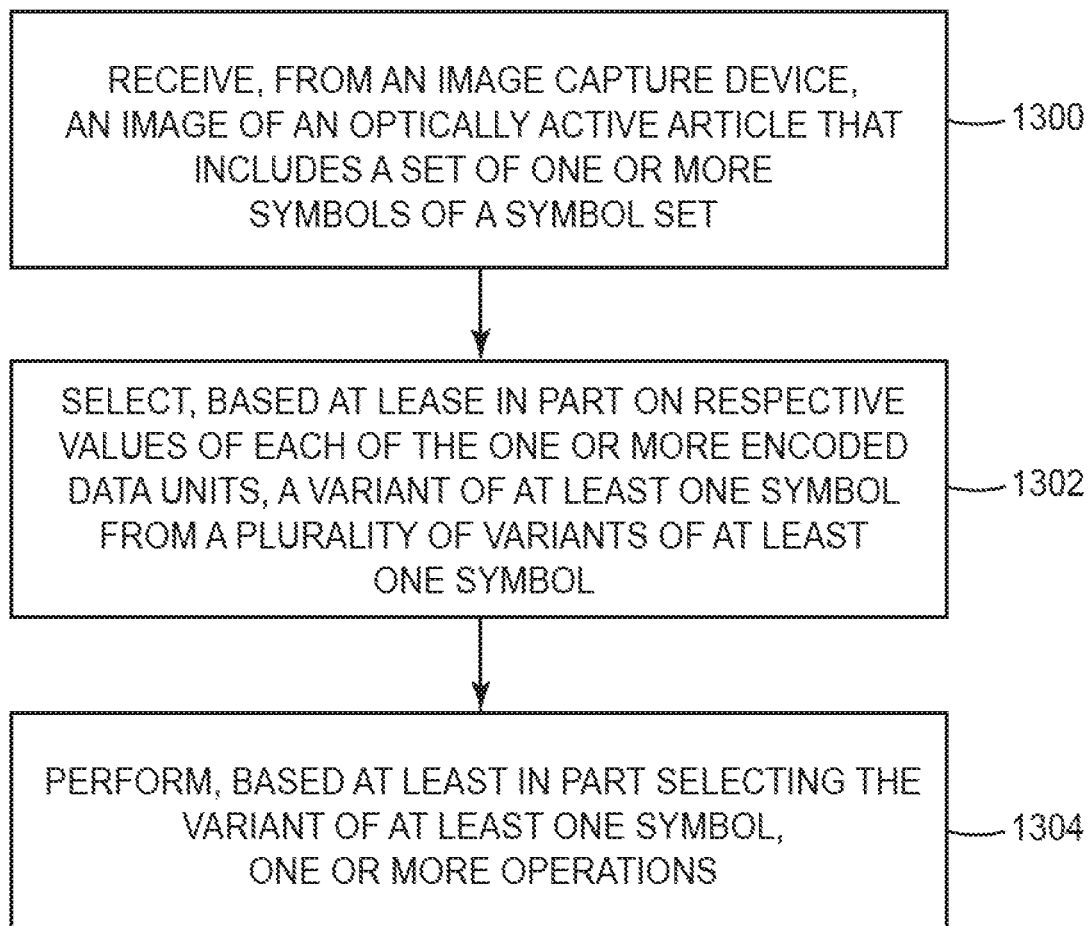 RECEIVE, FROM AN IMAGE CAPTURE DEVICE,
AN IMAGE OF AN OPTICALLY ACTIVE ARTICLE THAT
INCLUDES A SET OF ONE OR MORE
SYMBOLS OF A SYMBOL SET
1300
SELECT, BASED AT LEASE IN PART ON RESPECTIVE
VALUES OF EACH OF THE ONE OR MORE ENCODED
DATA UNITS, A VARIANT OF AT LEAST ONE SYMBOL
FROM A PLURALITY OF VARIANTS OF AT LEAST
ONE SYMBOL
1302
PERFORM, BASED AT LEAST IN PART SELECTING THE
VARIANT OF AT LEAST ONE SYMBOL,
ONE OR MORE OPERATIONS
1304